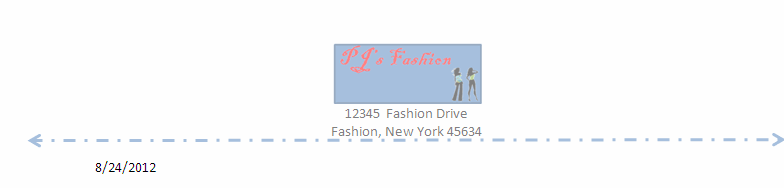 PJ's Fashion
12345 Fashion Drive
Fashion, New York 45634
8/24/2012